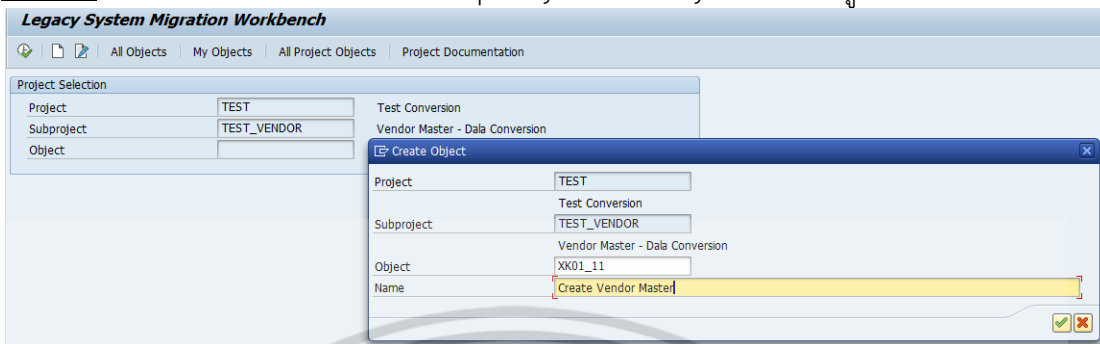 Legacy System Migration Workbench
All Objects My Objects All Project Objects Project Documentation
Project Selection
Project TEST Test Conversion
Subproject TEST_VENDOR Vendor Master - Dala Conversion
Object
Create Object
Project TEST
Test Conversion
Subproject TEST_VENDOR
Vendor Master - Dala Conversion
Object XK01_11
Name Create Vendor Master